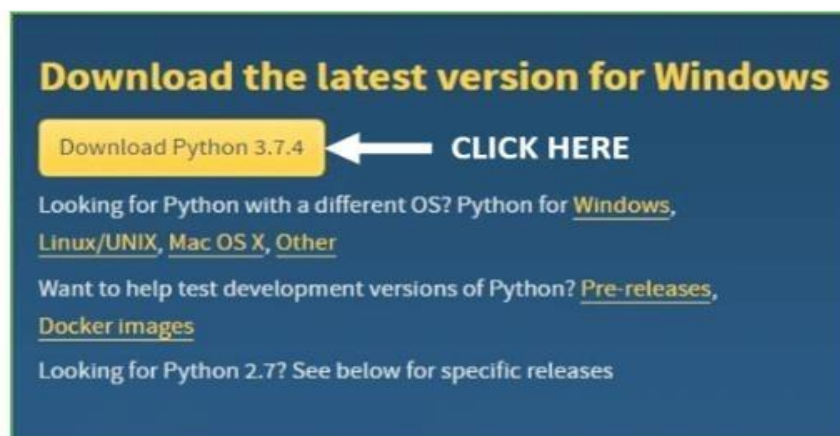 Download the latest version for Windows
Download Python 3.7.4 CLICK HERE
Looking for Python with a different OS? Python for Windows,
Linux/UNIX, Mac OS X, Other
Want to help test development versions of Python? Pre-releases,
Docker images
Looking for Python 2.7? See below for specific releases